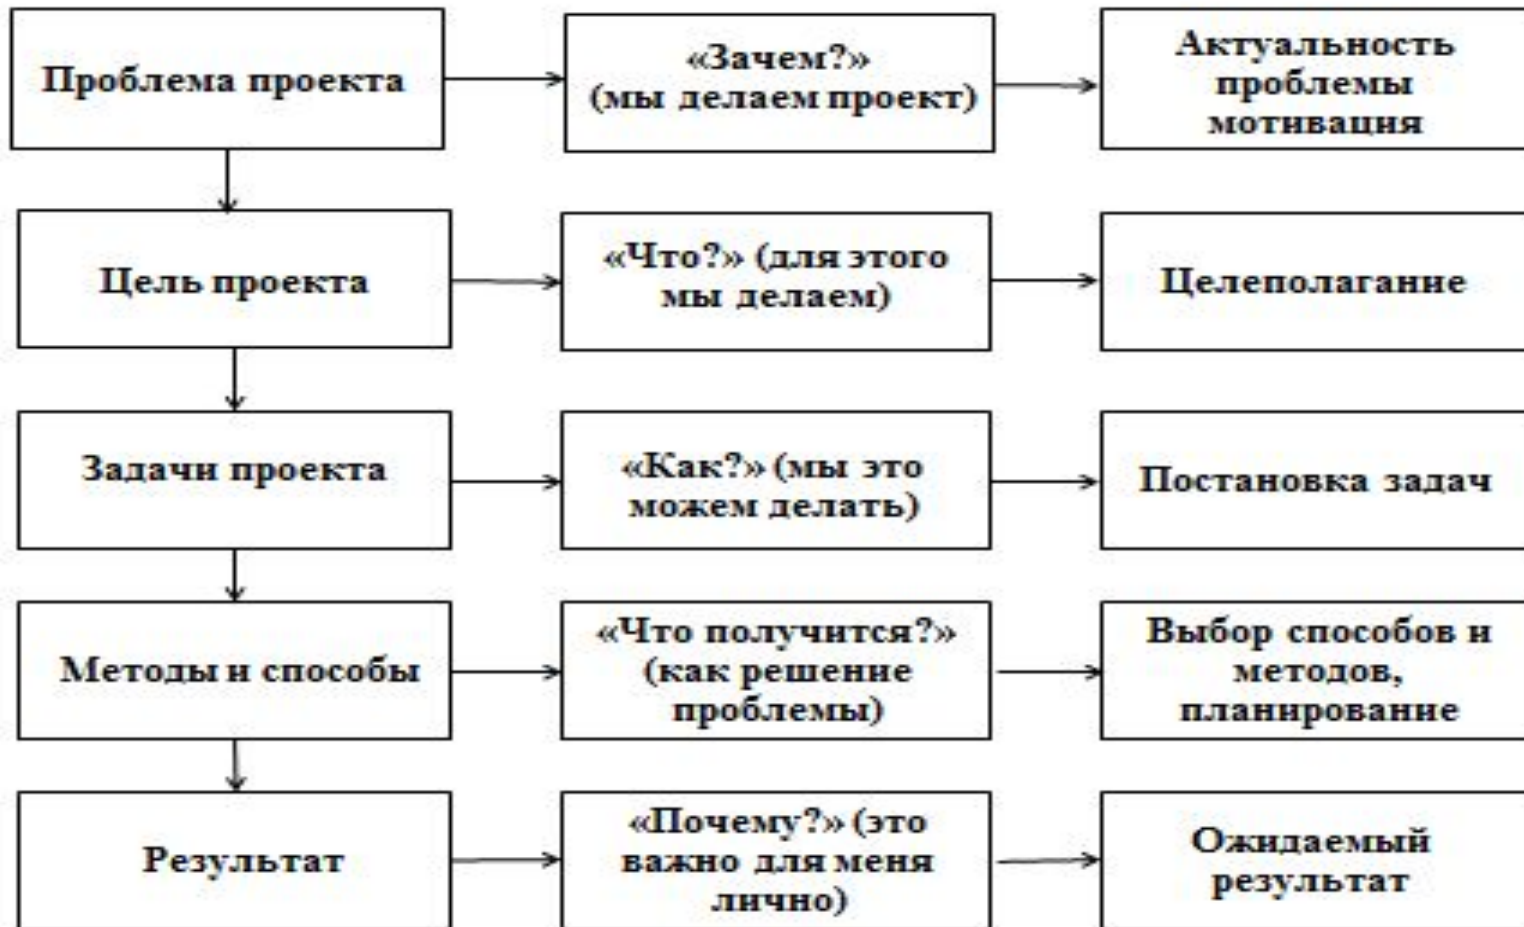 Проблема проекта
«Зачем?»
(мы делаем проект)
Актуальность
проблемы
мотивация
Цель проекта
«Что?» (для этого
мы делаем)
Целеполагание
Задачи проекта
«Как?» (мы это
можем делать)
Постановка задач
Методы и способы
«Что получится?»
(как решение
проблемы)
Выбор способов и
методов,
планирование
Результат
«Почему?» (это
важно для меня
лично)
Ожидаемый
результат